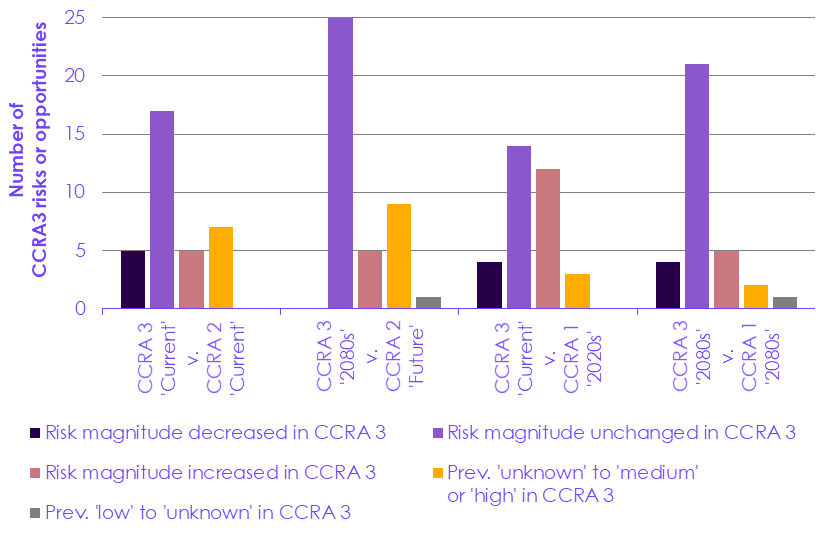 Number of
CCRA3 risks or opportunities
25
20
15
10
5
0
CCRA 3
'Current'
v.
CCRA 2
'Current'
CCRA 3
'2080s'
v.
CCRA 2
'Future'
CCRA 3
'Current'
v.
CCRA 1
'2020s'
CCRA 3
'2080s'
v.
CCRA 1
'2080s'
Risk magnitude decreased in CCRA 3
Risk magnitude unchanged in CCRA 3
Risk magnitude increased in CCRA 3
Prev. 'unknown' to 'medium'
or 'high' in CCRA 3
Prev. 'low' to 'unknown' in CCRA 3